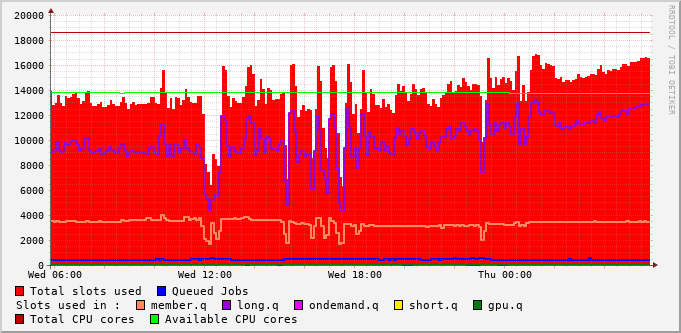 20000
18000
16000
14000
12000
10000
8000
6000
4000
2000
0
Wed 06:00 Wed 12:00 Wed 18:00 Thu 00:00
Total slots used Queued Jobs
Slots used in : member.q long.q ondemand.q short.q gpu.q
Total CPU cores Available CPU cores
RRDTOOL / TOBI OETIKER